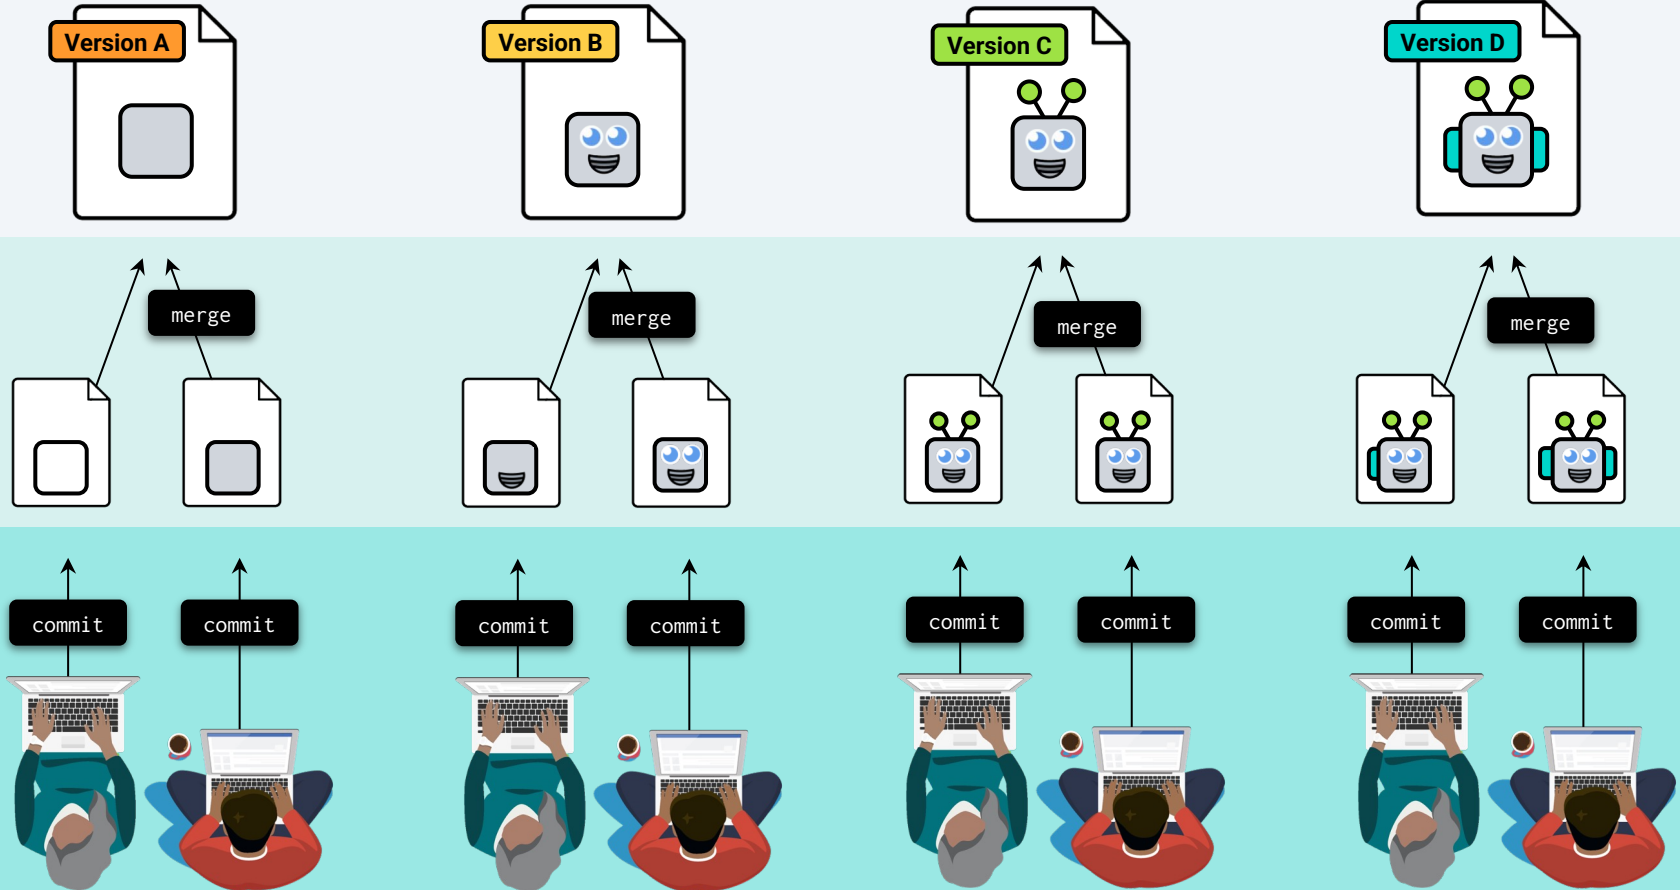 Version A
Version B
Version C
Version D
merge
merge
merge
merge
commit
commit
commit
commit
commit
commit
commit
commit